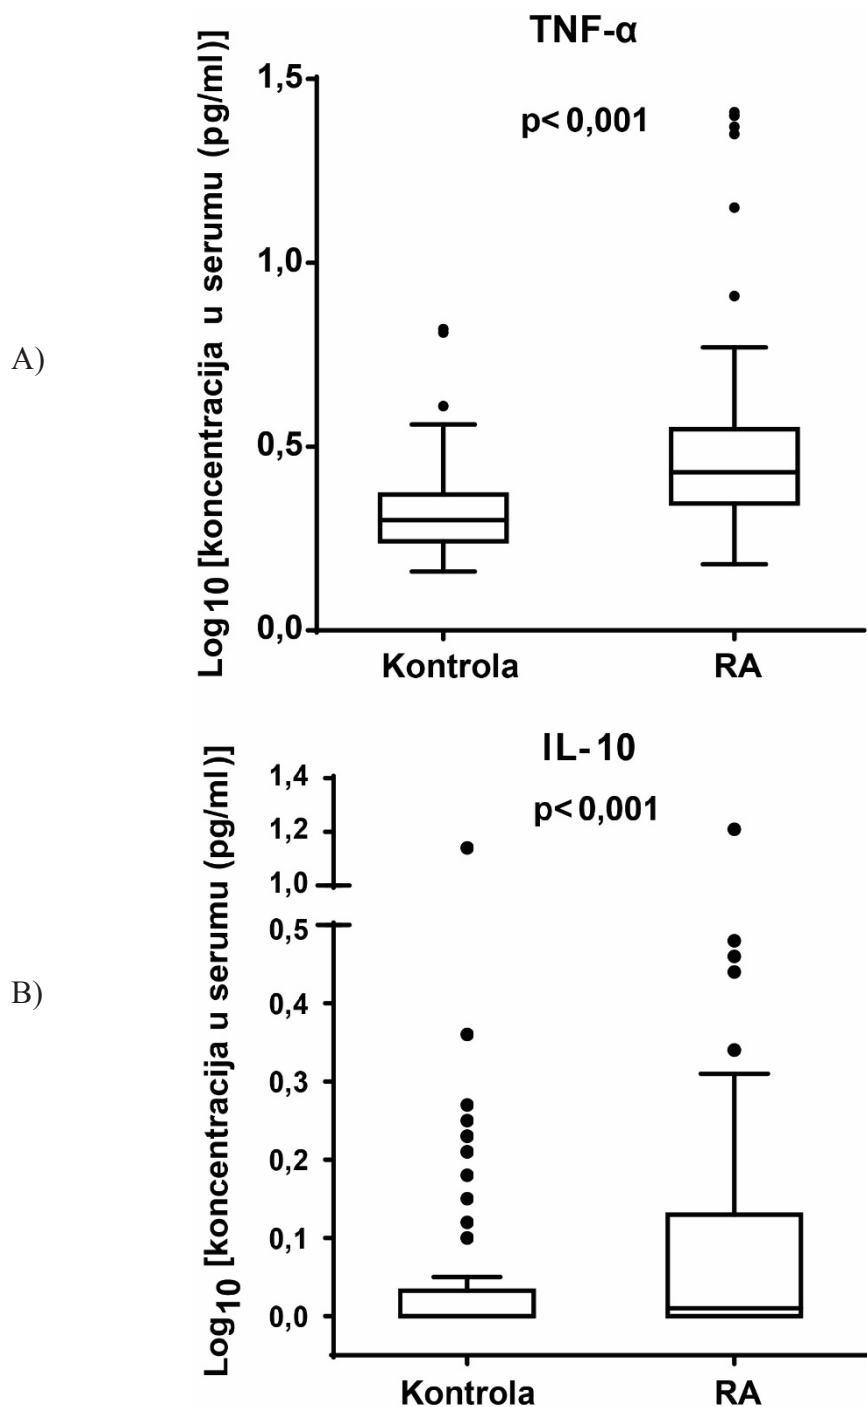 A)
TNF-α
p< 0,001
Log10 [koncentracija u serumu (pg/ml)]
1,5
1,0
0,5
0,0
Kontrola RA
B)
IL-10
p< 0,001
Log10 [koncentracija u serumu (pg/ml)]
1,4
1,2
1,0
0,5
0,4
0,3
0,2
0,1
0,0
Kontrola RA